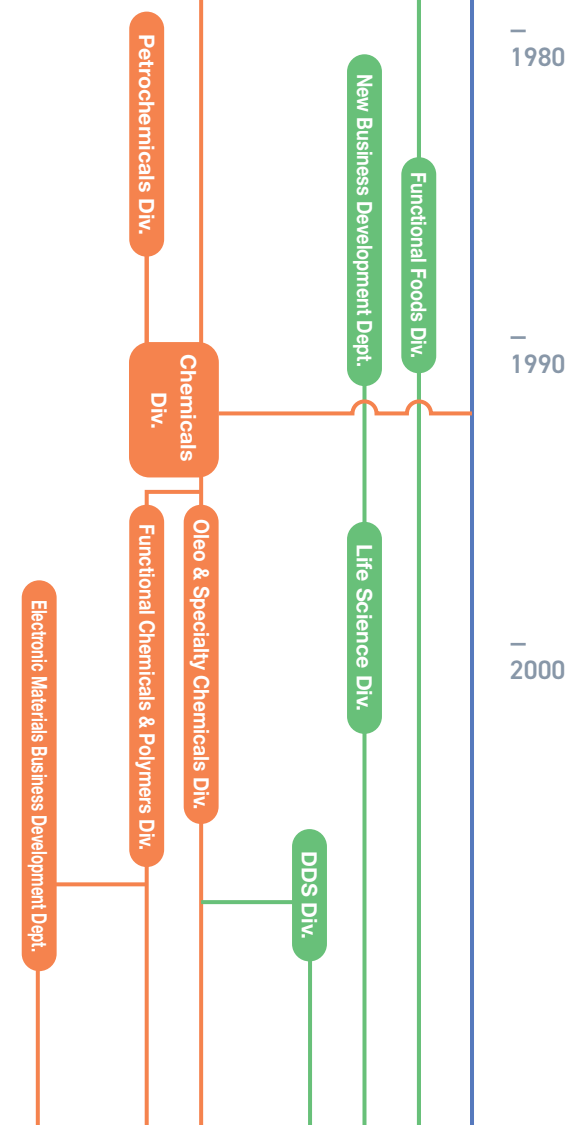 1980
1990
2000
Functional Foods Div.
New Business Development Dept.
Life Science Div.
DDS Div.
Petrochemicals Div.
Chemicals
Div.
Oleo & Specialty Chemicals Div.
Functional Chemicals & Polymers Div.
Electronic Materials Business Development Dept.